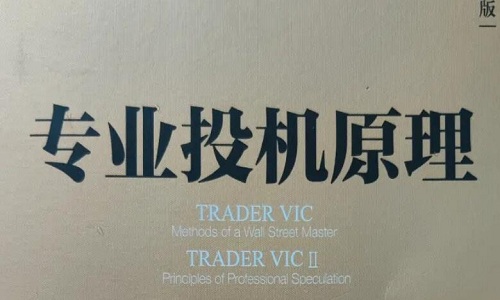 版
专业投机原理
TRADER VIC
Methods of a Wall Street Master
TRADER VIC Ⅱ
Principles of Professional Speculation